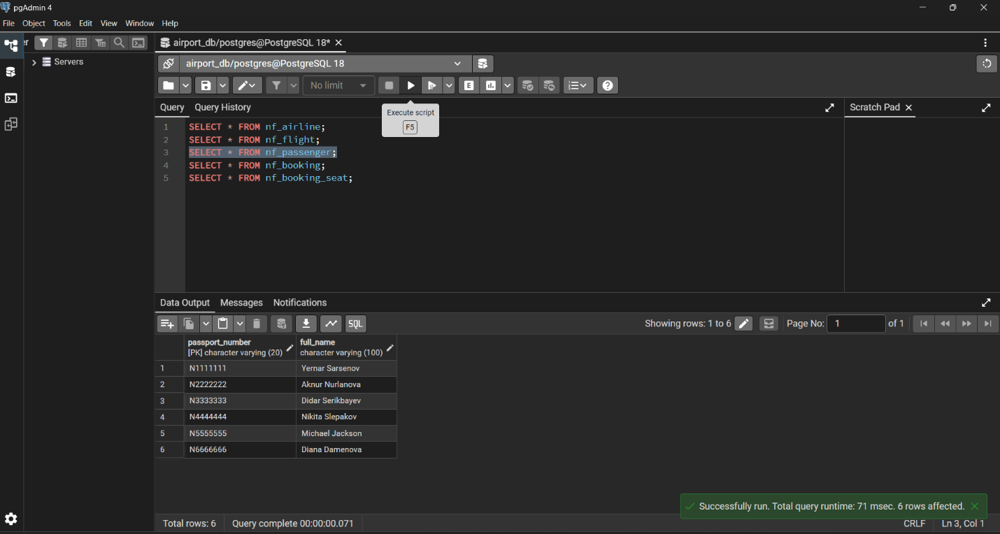 pgAdmin 4
File Object Tools Edit View Window Help
airport_db/postgres@PostgreSQL 18*
Servers
airport_db/postgres@PostgreSQL 18
No limit
E
Query Query History
Execute script
F5
Scratch Pad
1 SELECT * FROM nf_airline;
2 SELECT * FROM nf_flight;
3 SELECT * FROM nf_passenger;
4 SELECT * FROM nf_booking;
5 SELECT * FROM nf_booking_seat;
Data Output Messages Notifications
SQL Showing rows: 1 to 6 Page No: 1 of 1
passport_number full_name
[PK] character varying (20) character varying (100)
1 N1111111 Yernar Sarsenov
2 N2222222 Aknur Nurlanova
3 N3333333 Didar Serikbayev
4 N4444444 Nikita Slepakov
5 N5555555 Michael Jackson
6 N6666666 Diana Damenova
Successfully run. Total query runtime: 71 msec. 6 rows affected.
Total rows: 6 Query complete 00:00:00.071 CRLF Ln 3, Col 1